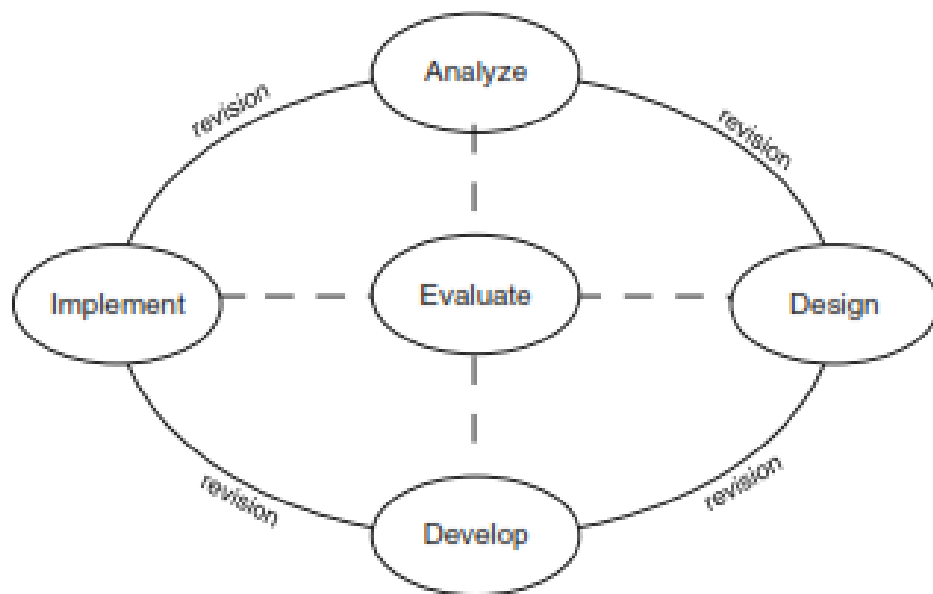 Analyze
revision
revision
Implement
Evaluate
Design
revision
revision
Develop